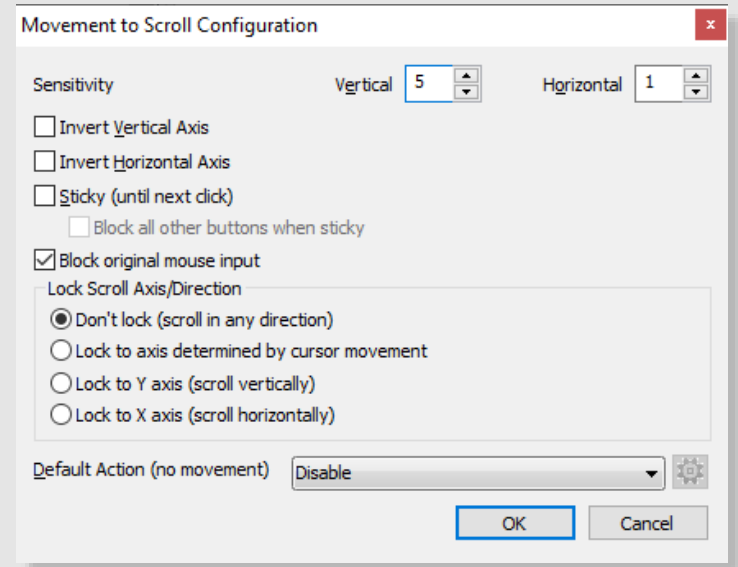 Movement to Scroll Configuration
x
Sensitivity Vertical 5 Horizontal 1
Invert Vertical Axis
Invert Horizontal Axis
Sticky (until next click)
Block all other buttons when sticky
Block original mouse input
Lock Scroll Axis/Direction
Don't lock (scroll in any direction)
Lock to axis determined by cursor movement
Lock to Y axis (scroll vertically)
Lock to X axis (scroll horizontally)
Default Action (no movement) Disable
OK Cancel